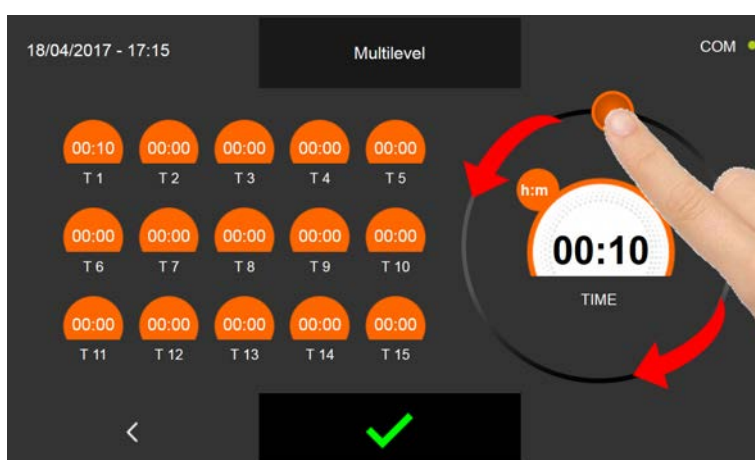 18/04/2017 - 17:15
Multilevel
COM
00:10 00:00 00:00 00:00 00:00
T 1 T 2 T 3 T 4 T 5
00:00 00:00 00:00 00:00 00:00
T 6 T 7 T 8 T 9 T 10
00:00 00:00 00:00 00:00 00:00
T 11 T 12 T 13 T 14 T 15
h:m
00:10
TIME